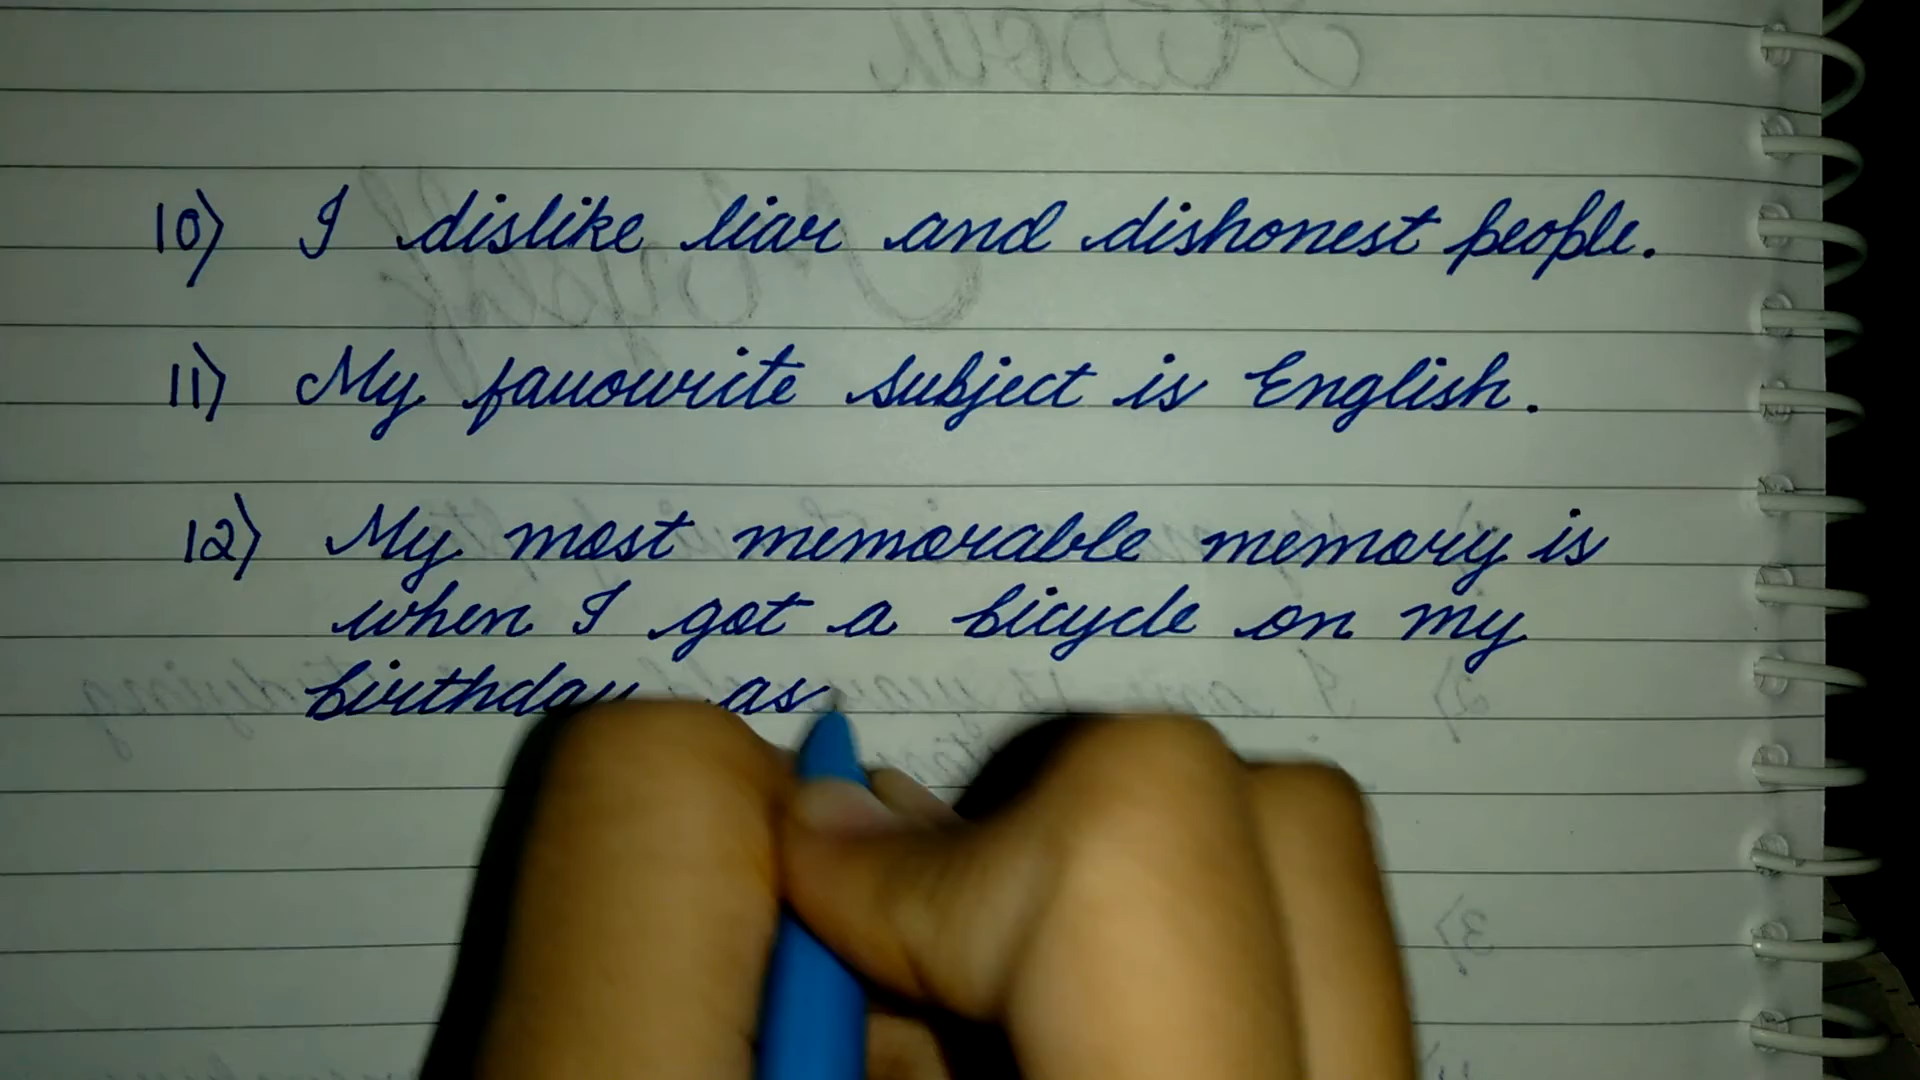 10) I dislike liar and dishonest people.
11) My favourite subject is English.
12) My most memorable memory is
when I got a bicycle on my
birthday as